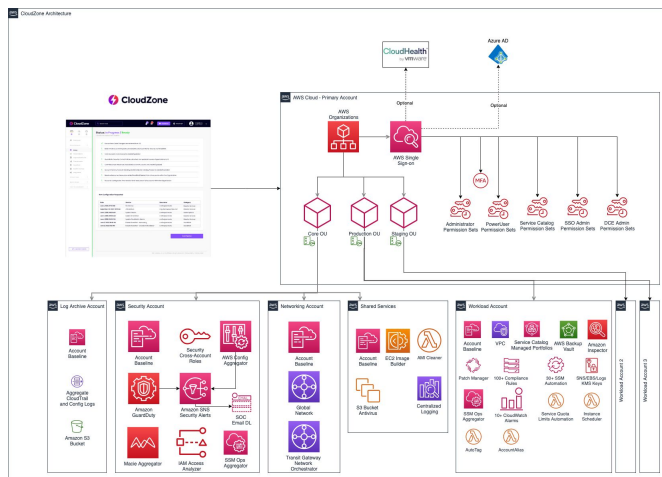 CloudZone Architecture
CloudHealth
by vmware
Azure AD
CloudZone
Optional
Optional
AWS Cloud - Primary Account
AWS
Organizations
AWS Single
Sign-on
MFA
Administrator
Permission Sets
PowerUser
Permission Sets
Service Catalog
Permission Sets
SSO Admin
Permission Sets
DCE Admin
Permission Sets
Core OU
Production OU
Staging OU
Log Archive Account
Account
Baseline
Aggregate
CloudTrail
and Config Logs
Amazon S3
Bucket
Security Account
Account
Baseline
Security
Cross-Account
Roles
AWS Config
Aggregator
Amazon
GuardDuty
Amazon SNS
Security Alerts
SOC
Email DL
Macie Aggregator
IAM Access
Analyzer
SSM Ops
Aggregator
Networking Account
Account
Baseline
Global
Network
Transit Gateway
Network
Orchestrator
Shared Services
Account
Baseline
EC2 Image
Builder
AMI Cleaner
S3 Bucket
Antivirus
Centralized
Logging
Workload Account
Account
Baseline
VPC
Service Catalog
Managed Portfolios
AWS Backup
Vault
Amazon
Inspector
Patch Manager
100+ Compliance
Rules
30+ SSM
Automation
SNS/EBS/Logs
KMS Keys
SSM Ops
Aggregator
10+ CloudWatch
Alarms
Service Quota
Limits Automation
Instance
Scheduler
AutoTag
AccountAlias
Workload Account 2
Workload Account 3